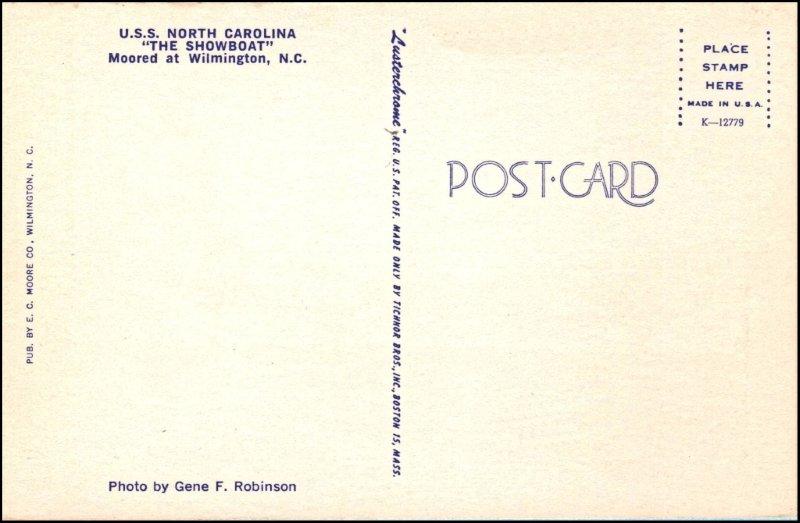 U.S.S. NORTH CAROLINA
"THE SHOWBOAT"
Moored at Wilmington, N.C.
PUB. BY E. C. MOORE CO., WILMINGTON, N. C.
Photo by Gene F. Robinson
"Lusterchrome" REG. U. S. PAT. OFF. MADE ONLY BY TICHNOR BROS., INC., BOSTON 15, MASS.
POST·CARD
PLACE
STAMP
HERE
MADE IN U.S.A.
K—12779